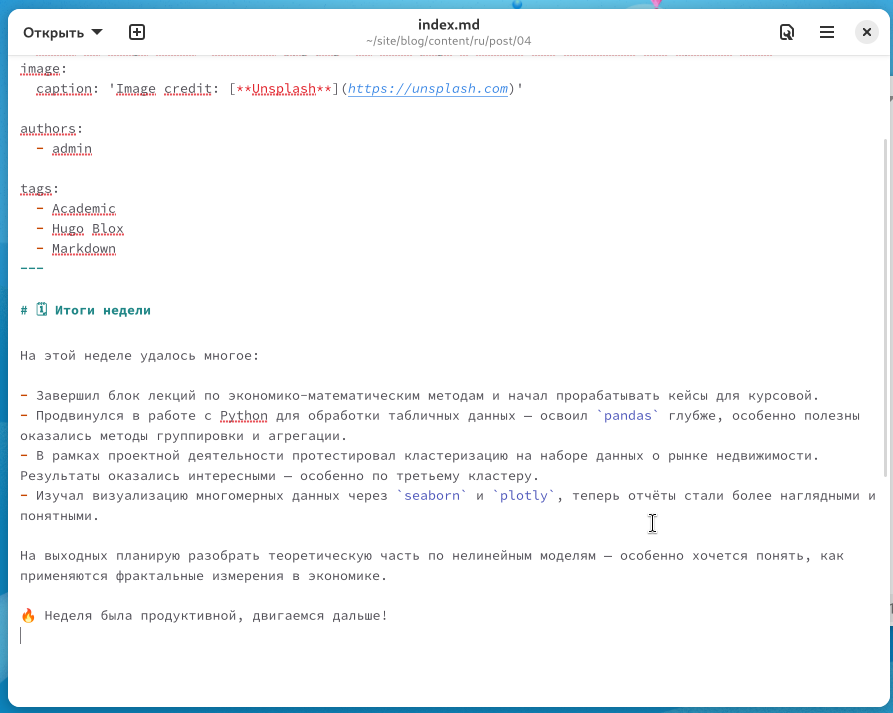 Открыть
index.md
~/site/blog/content/ru/post/04
image:
caption: 'Image credit: [**Unsplash**](https://unsplash.com)'
authors:
- admin
tags:
- Academic
- Hugo Blox
- Markdown
---
# 🗓 Итоги недели
На этой неделе удалось многое:
- Завершил блок лекций по экономико-математическим методам и начал прорабатывать кейсы для курсовой.
- Продвинулся в работе с Python для обработки табличных данных — освоил `pandas` глубже, особенно полезны
оказались методы группировки и агрегации.
- В рамках проектной деятельности протестировал кластеризацию на наборе данных о рынке недвижимости.
Результаты оказались интересными — особенно по третьему кластеру.
- Изучал визуализацию многомерных данных через `seaborn` и `plotly`, теперь отчёты стали более наглядными и
понятными.
На выходных планирую разобрать теоретическую часть по нелинейным моделям — особенно хочется понять, как
применяются фрактальные измерения в экономике.
🔥 Неделя была продуктивной, двигаемся дальше!